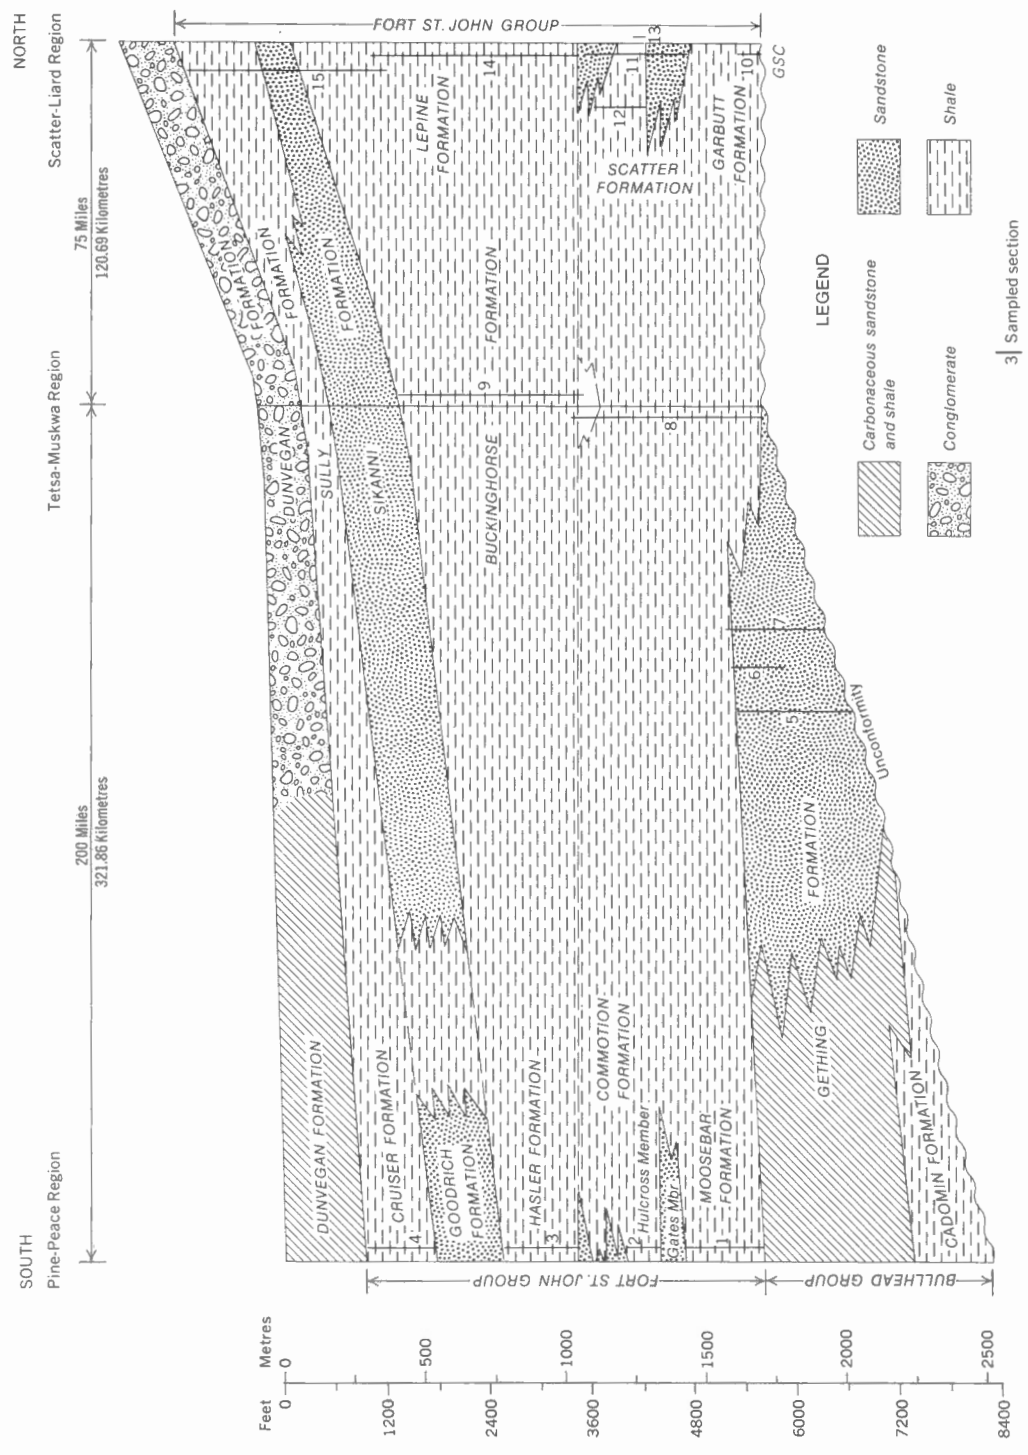 SOUTH
NORTH
Pine-Peace Region
Tetsa-Muskwa Region
Scatter-Liard Region
200 Miles
321.86 Kilometres
75 Miles
120.69 Kilometres
Feet
Metres
0
1200
2400
3600
4800
6000
7200
8400
0
500
1000
1500
2000
2500
FORT ST. JOHN GROUP
BULLHEAD GROUP
FORT ST. JOHN GROUP
DUNVEGAN FORMATION
DUNVEGAN
FORMATION
CRUISER FORMATION
SULLY
FORMATION
GOODRICH
FORMATION
SIKANNI
FORMATION
HASLER FORMATION
BUCKINGHORSE
FORMATION
LEPINE
FORMATION
COMMOTION
FORMATION
Hulcross Member
Gates Mbr.
MOOSEBAR
FORMATION
SCATTER
FORMATION
GARBUTT
FORMATION
GETHING
FORMATION
CADOMIN FORMATION
Unconformity
4
3
2
1
5
6
7
8
9
10
11
12
13
14
15
GSC
LEGEND
Carbonaceous sandstone
and shale
Sandstone
Conglomerate
Shale
3 Sampled section